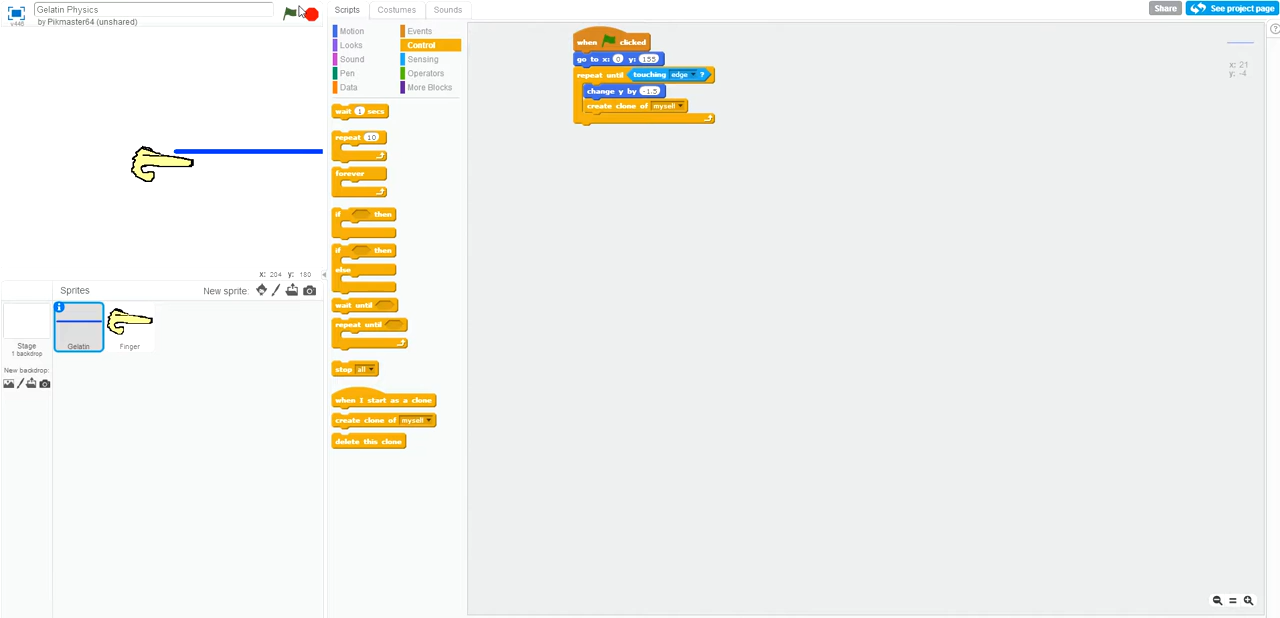 v448
Gelatin Physics
by Pikmaster64 (unshared)
Scripts
Costumes
Sounds
Share
See project page
Motion
Events
Looks
Control
Sound
Sensing
Pen
Operators
Data
More Blocks
wait 1 secs
repeat 10
forever
if then
if then
else
wait until
repeat until
stop all
when I start as a clone
create clone of myself
delete this clone
when clicked
go to x: 0 y: 155
repeat until touching edge ?
change y by -1.5
create clone of myself
x: 21
y: -4
x: 204 y: 180
Sprites
New sprite:
Stage
1 backdrop
New backdrop:
Gelatin
Finger